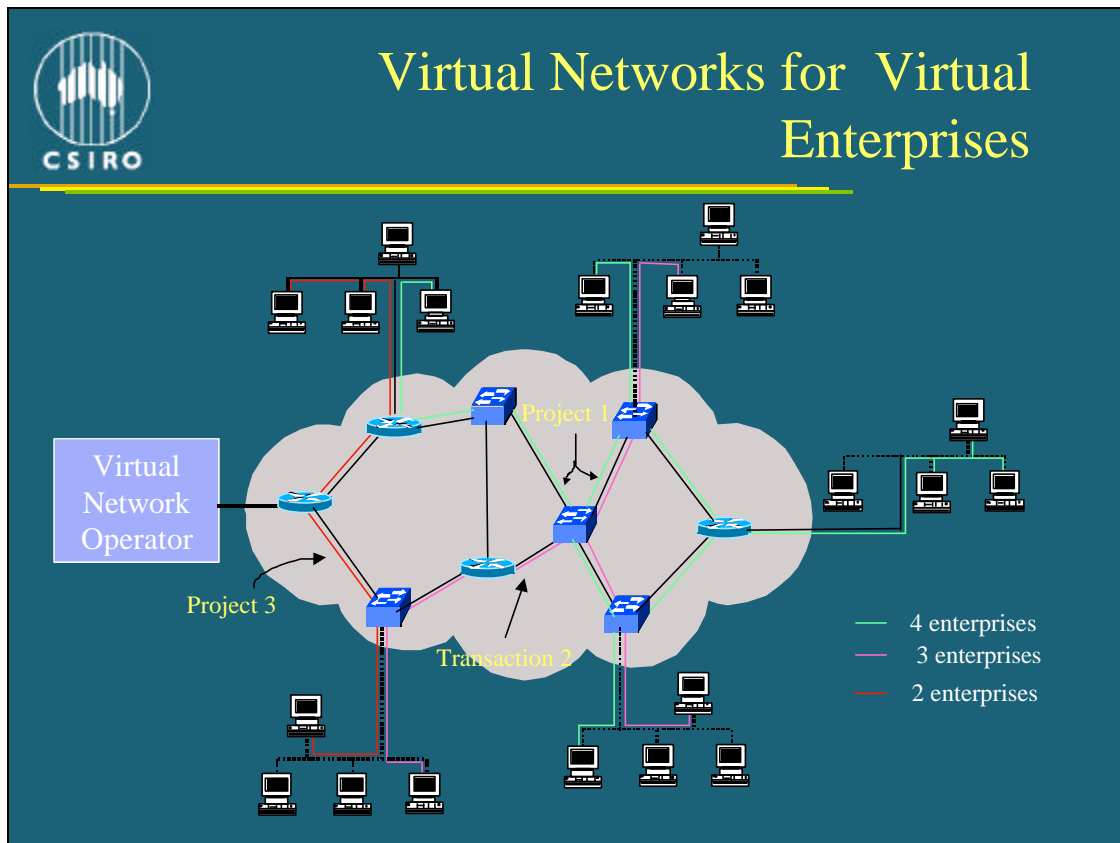 CSIRO
Virtual Networks for Virtual
Enterprises
Project 1
Virtual
Network
Operator
Project 3
Transaction 2
4 enterprises
3 enterprises
2 enterprises